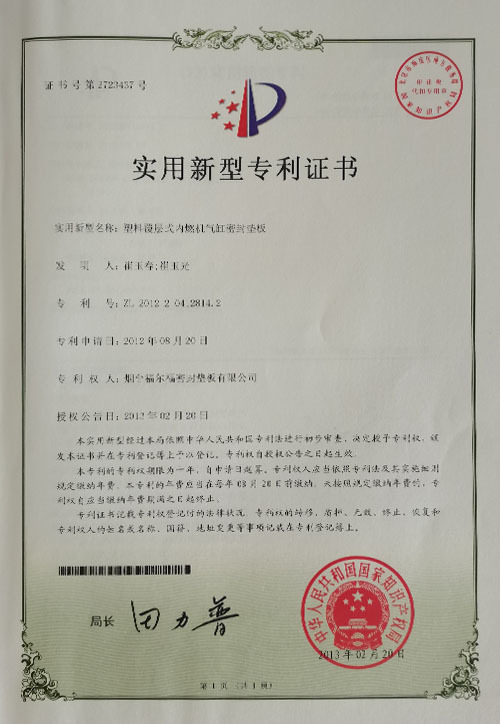 证书号第2723437号
实用新型专利证书
实用新型名称：塑料覆层式内燃机气缸密封垫板
发 明 人：崔玉春;崔玉光
专 利 号：ZL 2012 2 0412814.2
专利申请日：2012年08月20日
专 利 权 人：烟台福尔福密封垫板有限公司
授权公告日：2013年02月20日
本实用新型经过本局依照中华人民共和国专利法进行初步审查，决定授予专利权，颁
发本证书并在专利登记簿上予以登记。专利权自授权公告之日起生效。
本专利的专利权期限为十年，自申请日起算。专利权人应当依照专利法及其实施细则
规定缴纳年费。本专利的年费应当在每年08月20日前缴纳。未按照规定缴纳年费的，专
利权自应当缴纳年费期满之日起终止。
专利证书记载专利权登记时的法律状况。专利权的转移、质押、无效、终止、恢复和
专利权人的姓名或名称、国籍、地址变更等事项记载在专利登记簿上。
局长
田力普
中华人民共和国国家知识产权局
2013年02月20日
第1页（共1页）